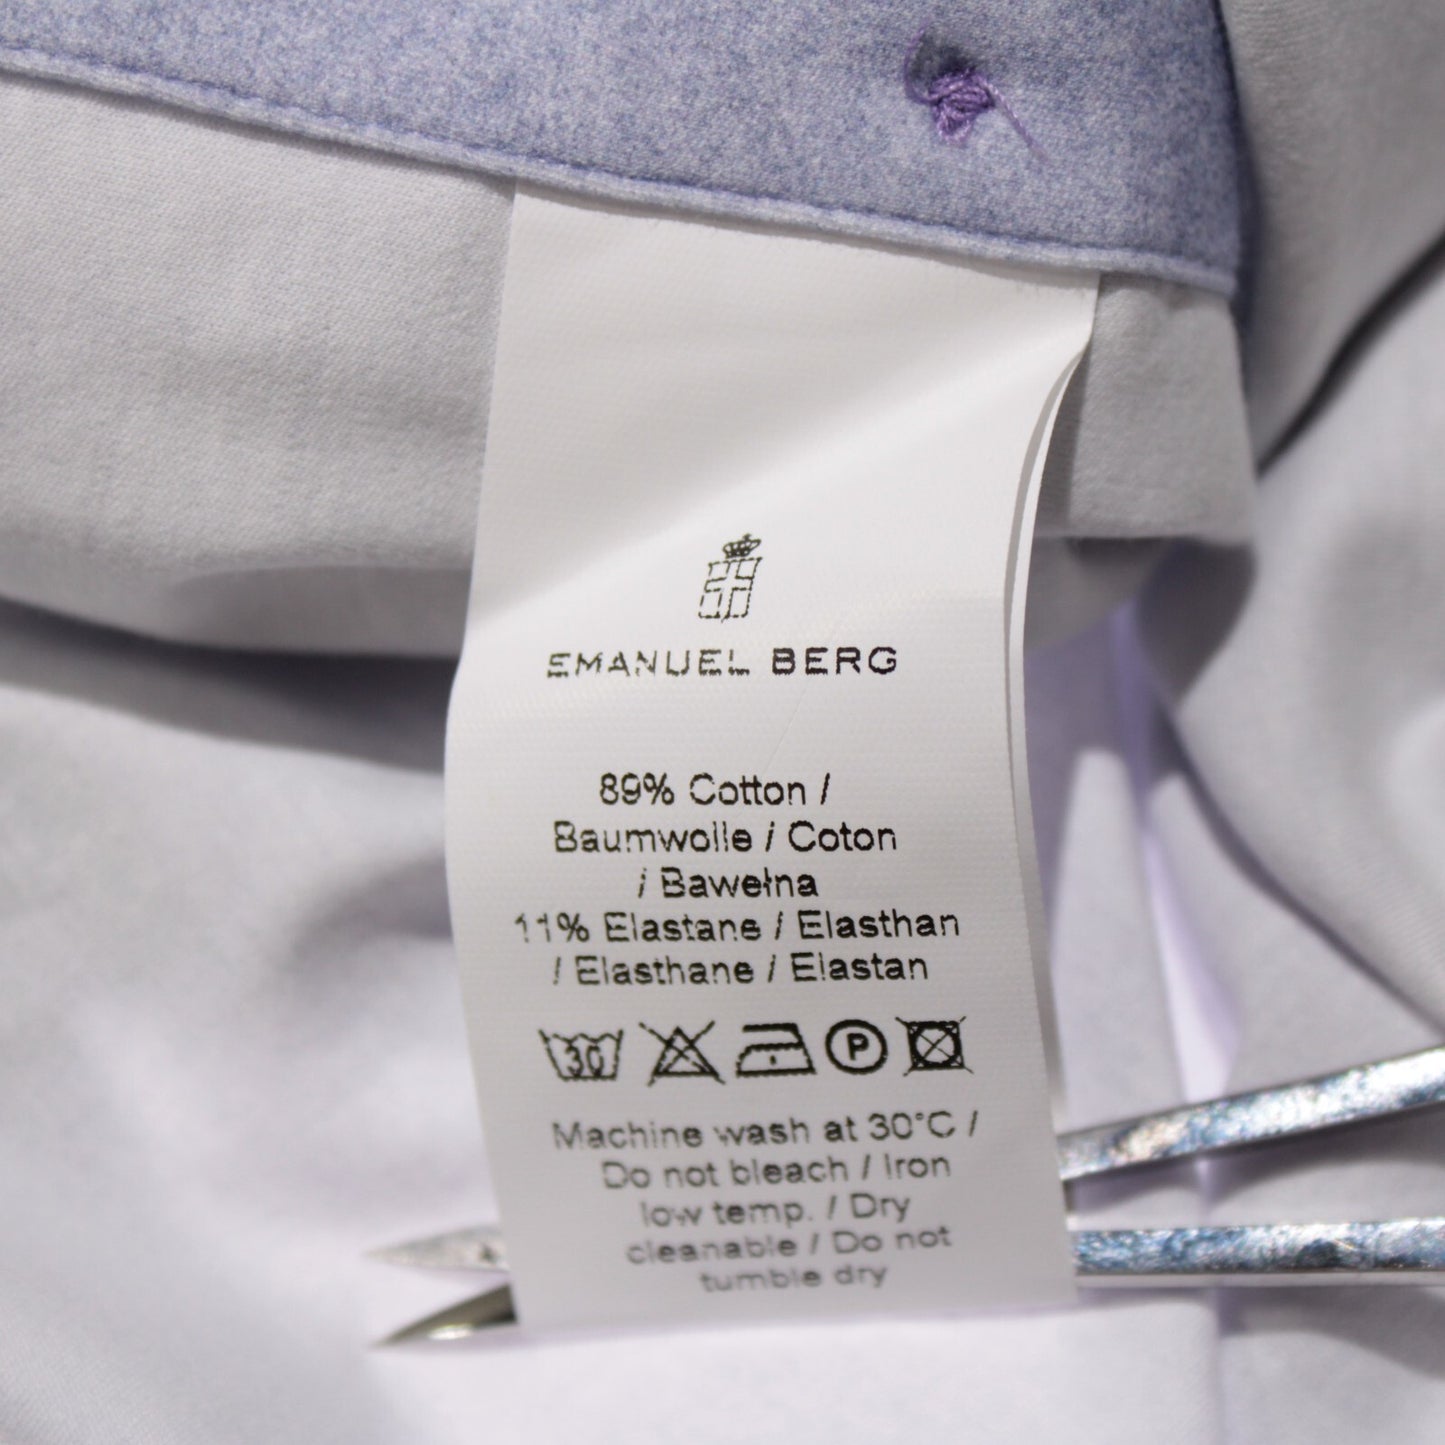 EMANUEL BERG
89% Cotton /
Baumwolle / Coton
/ Bawełna
11% Elastane / Elasthan
/ Elasthane / Elastan
30 P
Machine wash at 30°C /
Do not bleach / Iron
low temp. / Dry
cleanable / Do not
tumble dry